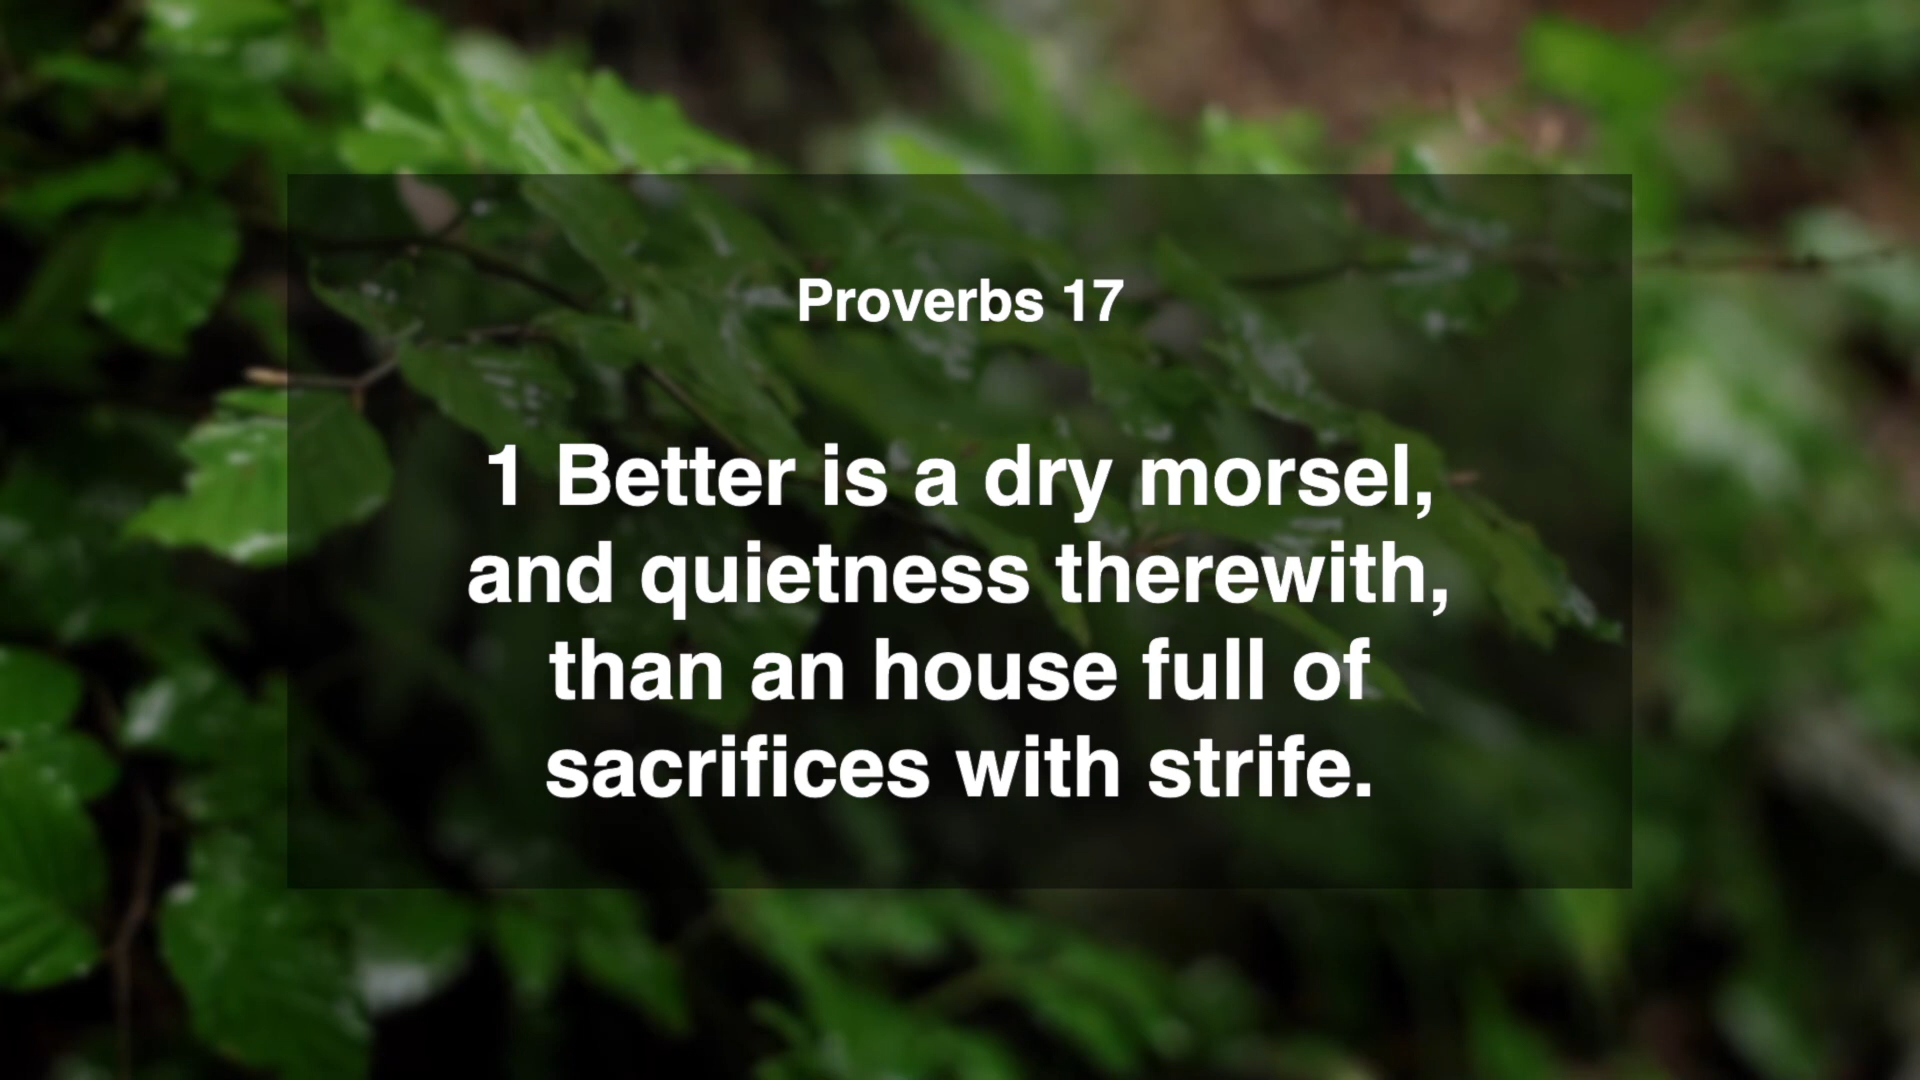 Proverbs 17
1 Better is a dry morsel,
and quietness therewith,
than an house full of
sacrifices with strife.